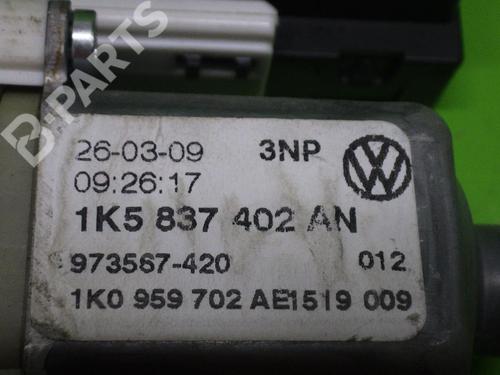 B-PARTS
26-03-09 3NP
09:26:17
1K5 837 402 AN
973567-420 012
1K0 959 702 AE1519 009